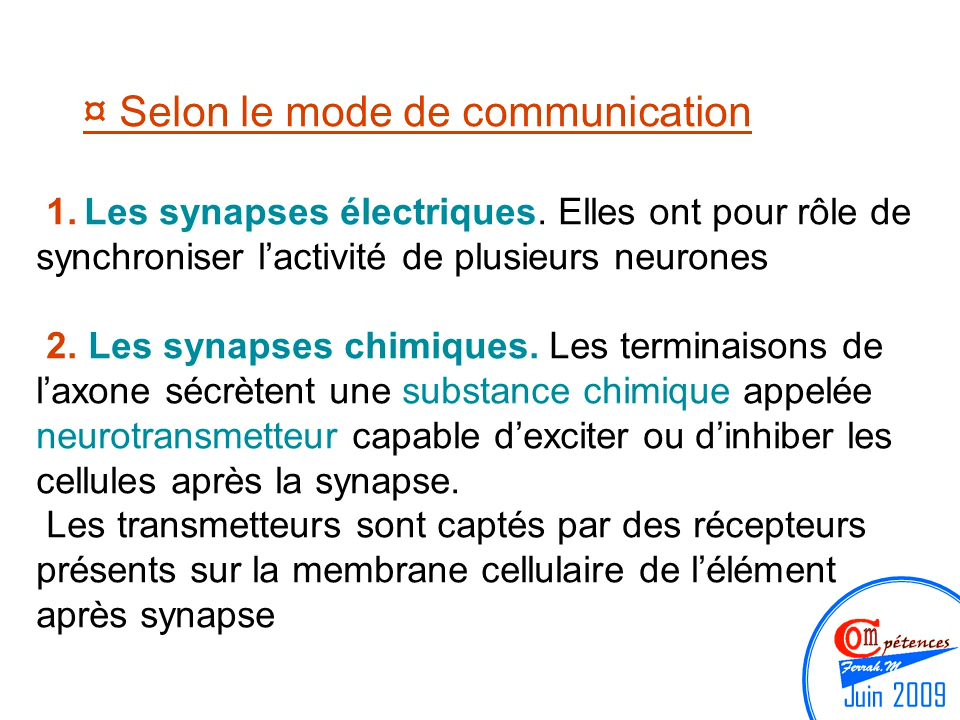 ¤ Selon le mode de communication
1. Les synapses électriques. Elles ont pour rôle de
synchroniser l’activité de plusieurs neurones
2. Les synapses chimiques. Les terminaisons de
l’axone sécrètent une substance chimique appelée
neurotransmetteur capable d’exciter ou d’inhiber les
cellules après la synapse.
Les transmetteurs sont captés par des récepteurs
présents sur la membrane cellulaire de l’élément
après synapse
Compétences
Ferrah.M
Juin 2009